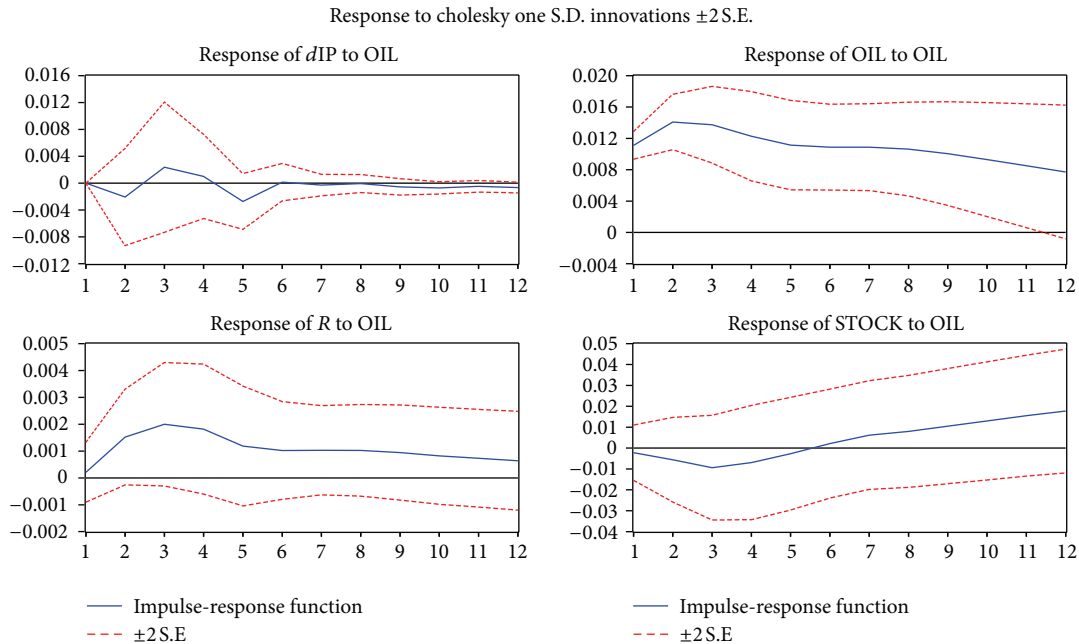 Response to cholesky one S.D. innovations ±2 S.E.
Response of dIP to OIL
0.016
0.012
0.008
0.004
0
−0.004
−0.008
−0.012
1 2 3 4 5 6 7 8 9 10 11 12
Response of OIL to OIL
0.020
0.016
0.012
0.008
0.004
0
−0.004
1 2 3 4 5 6 7 8 9 10 11 12
Response of R to OIL
0.005
0.004
0.003
0.002
0.001
0
−0.001
−0.002
1 2 3 4 5 6 7 8 9 10 11 12
Response of STOCK to OIL
0.05
0.04
0.03
0.02
0.01
0
−0.01
−0.02
−0.03
−0.04
1 2 3 4 5 6 7 8 9 10 11 12
Impulse-response function
±2 S.E
Impulse-response function
±2 S.E